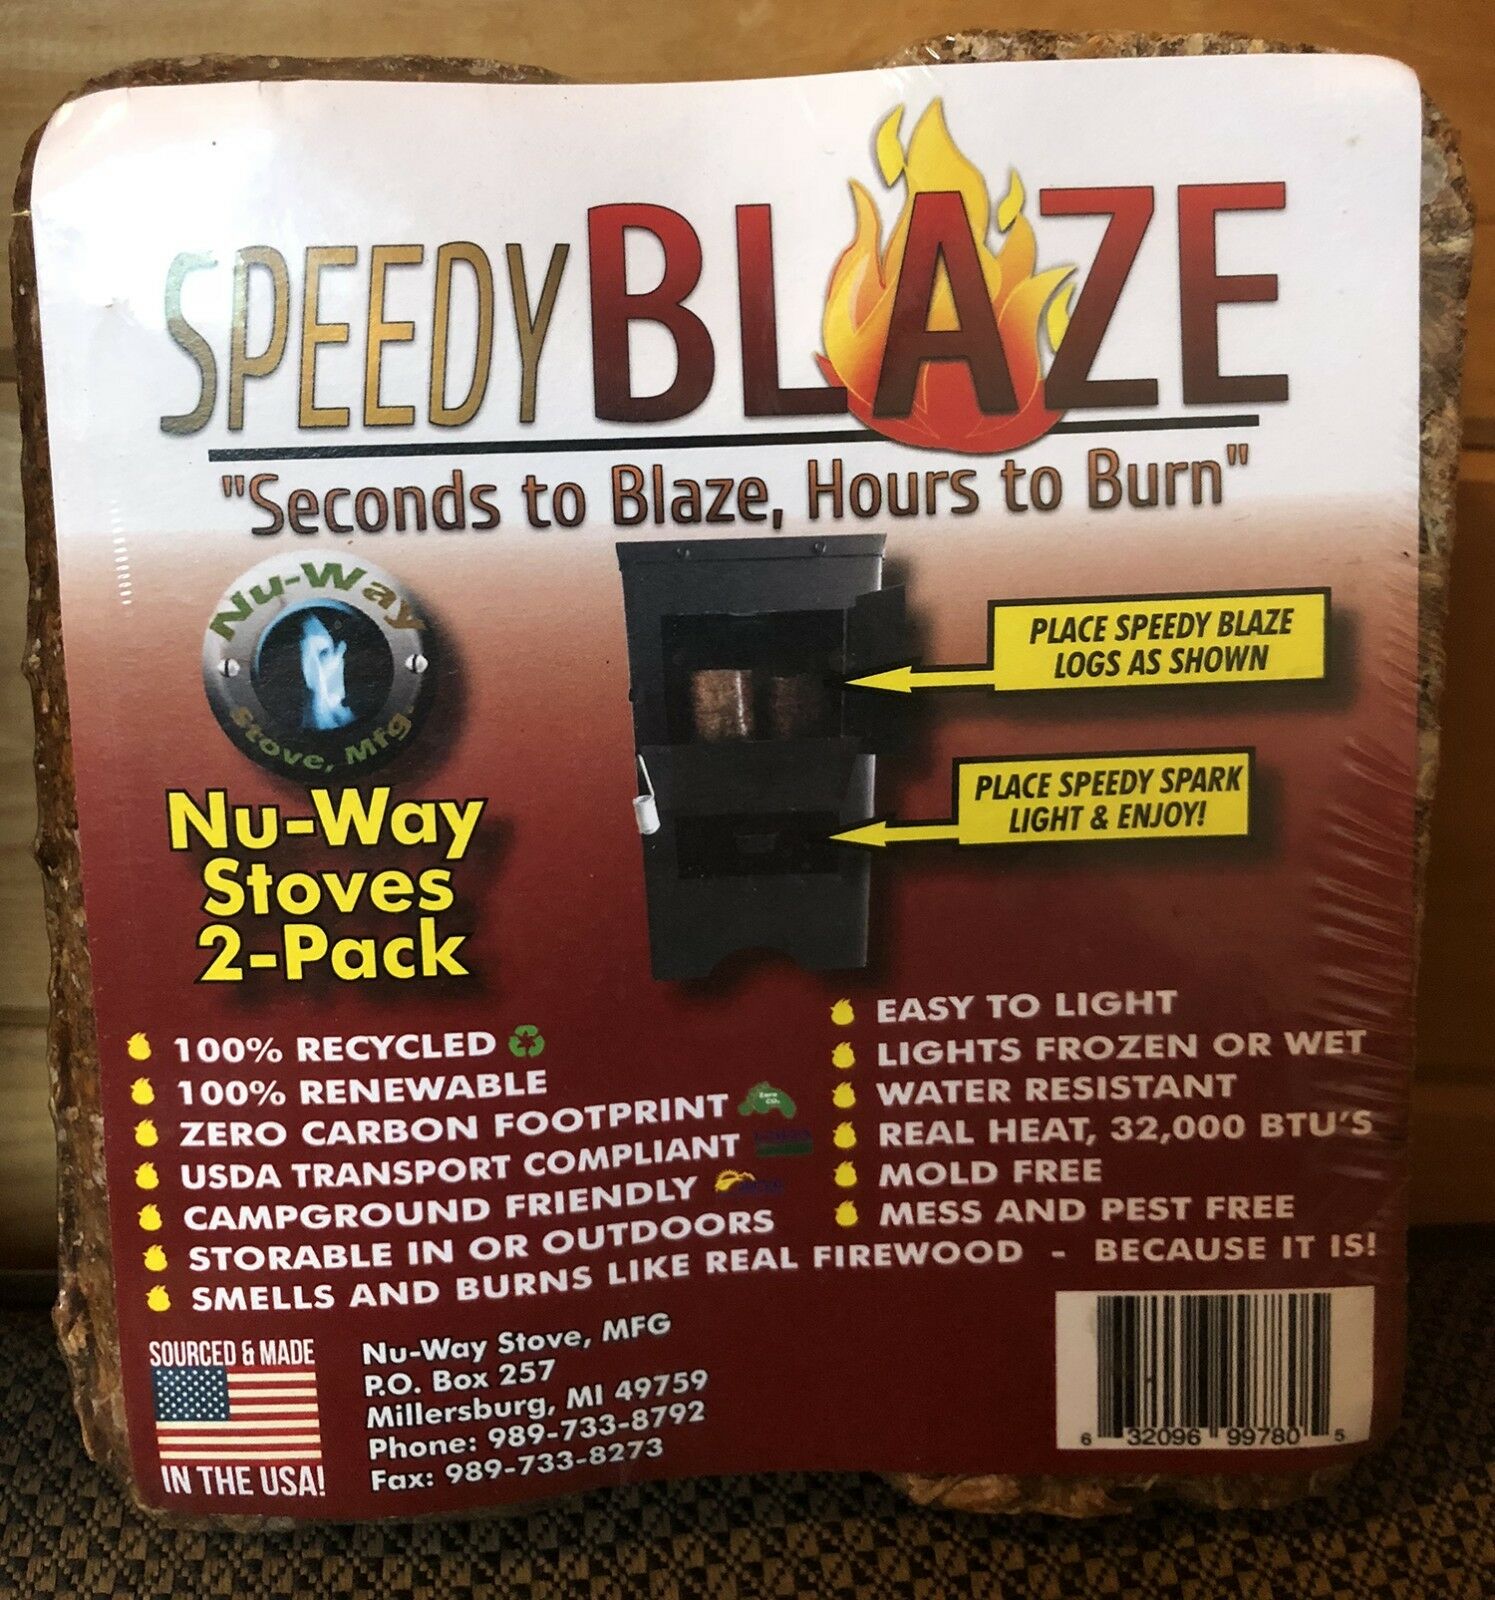 SPEEDYBLAZE
"Seconds to Blaze, Hours to Burn"
Nu-Way
Stove, Mfg.
Nu-Way
Stoves
2-Pack
PLACE SPEEDY BLAZE
LOGS AS SHOWN
PLACE SPEEDY SPARK
LIGHT & ENJOY!
100% RECYCLED
100% RENEWABLE
ZERO CARBON FOOTPRINT
Zero
CO₂
USDA TRANSPORT COMPLIANT
CAMPGROUND FRIENDLY
STORABLE IN OR OUTDOORS
EASY TO LIGHT
LIGHTS FROZEN OR WET
WATER RESISTANT
REAL HEAT, 32,000 BTU'S
MOLD FREE
MESS AND PEST FREE
SMELLS AND BURNS LIKE REAL FIREWOOD - BECAUSE IT IS!
SOURCED & MADE
IN THE USA!
Nu-Way Stove, MFG
P.O. Box 257
Millersburg, MI 49759
Phone: 989-733-8792
Fax: 989-733-8273
6 32096 99780 5